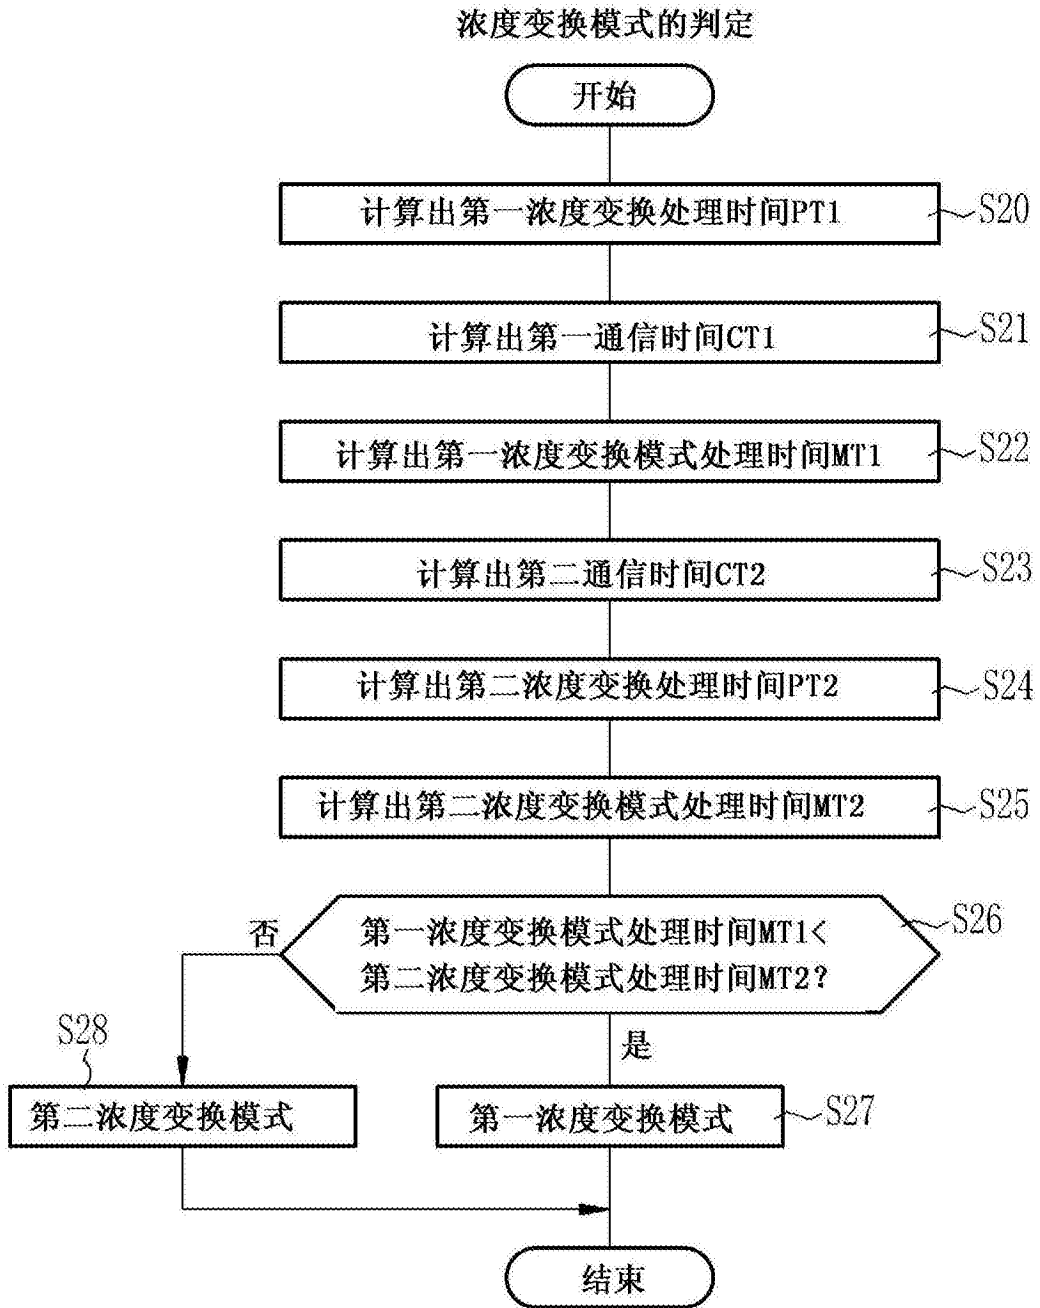 浓度变换模式的判定
开始
计算出第一浓度变换处理时间PT1
S20
计算出第一通信时间CT1
S21
计算出第一浓度变换模式处理时间MT1
S22
计算出第二通信时间CT2
S23
计算出第二浓度变换处理时间PT2
S24
计算出第二浓度变换模式处理时间MT2
S25
否
第一浓度变换模式处理时间MT1<
第二浓度变换模式处理时间MT2?
S26
是
S28
第二浓度变换模式
第一浓度变换模式
S27
结束